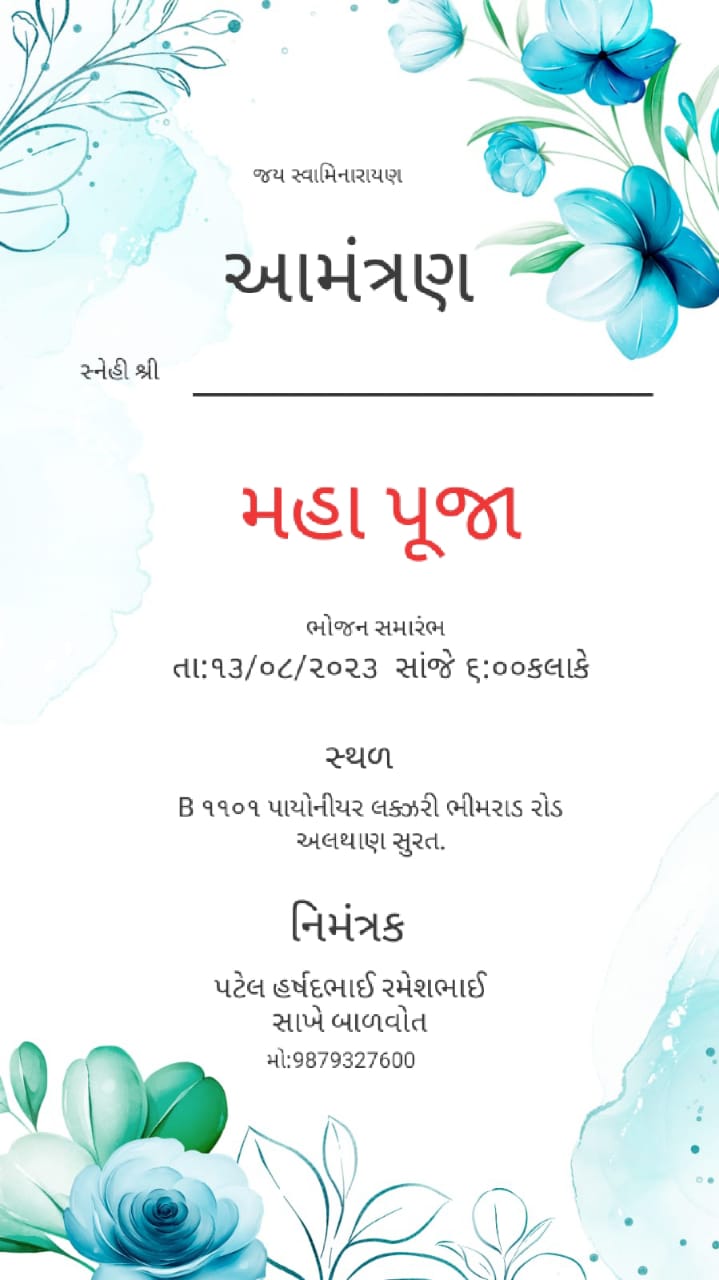 જય સ્વામિનારાયણ
આમંત્રણ
સ્નેહી શ્રી
મહા પૂજા
ભોજન સમારંભ
તા:૧૩/૦૮/૨૦૨૩ સાંજે ૬:૦૦કલાકે
સ્થળ
B ૧૧૦૧ પાયોનીયર લક્ઝરી ભીમરાડ રોડ
અલથાણ સુરત.
નિમંત્રક
પટેલ હર્ષદભાઈ રમેશભાઈ
સાખે બાળવોત
મો:9879327600